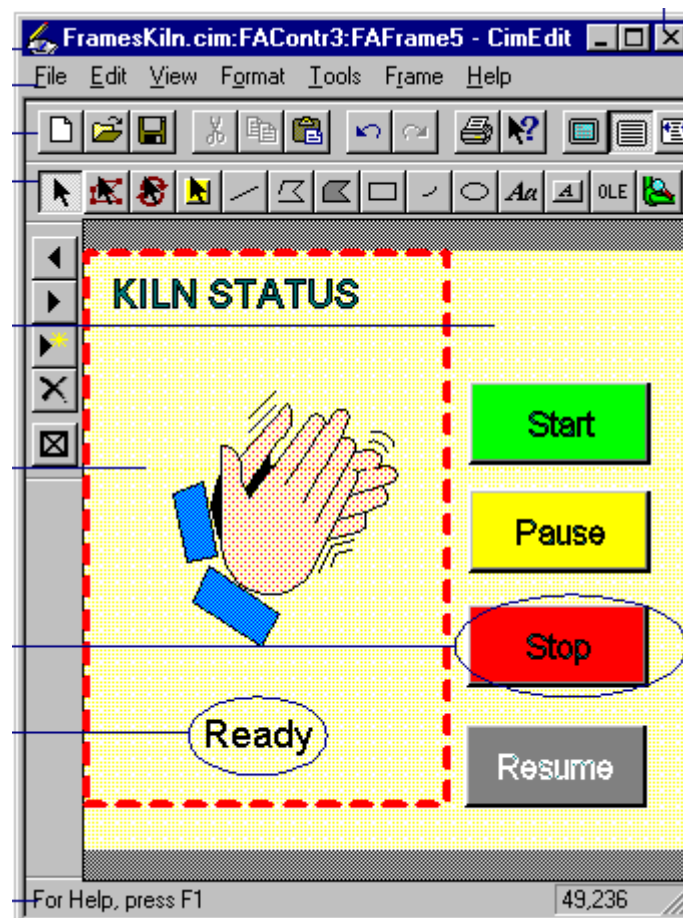 FramesKiln.cim:FAContr3:FAFrame5 - CimEdit
File Edit View Format Tools Frame Help
Aa A OLE
KILN STATUS
Start
Pause
Stop
Ready
Resume
For Help, press F1 49,236